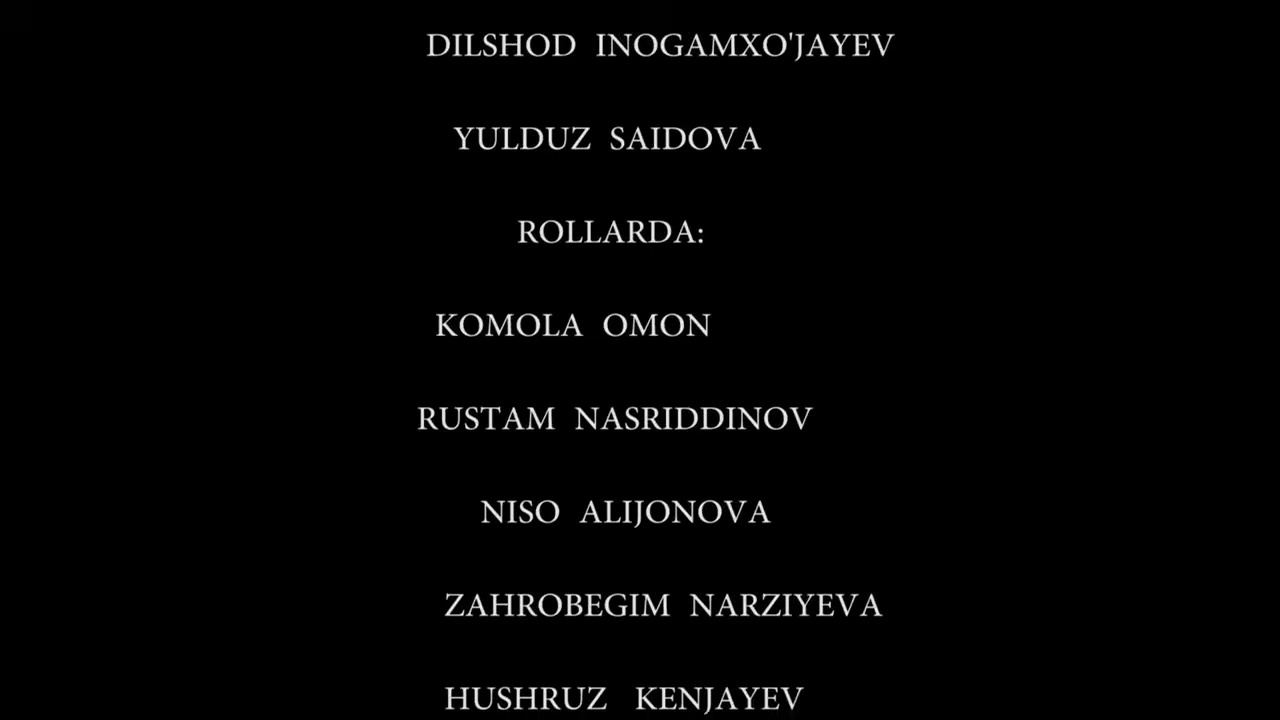 DILSHOD INOGAMXO'JAYEV
YULDUZ SAIDOVA
ROLLARDA:
KOMOLA OMON
RUSTAM NASRIDDINOV
NISO ALIJONOVA
ZAHROBEGIM NARZIYEVA
HUSHRUZ KENJAYEV